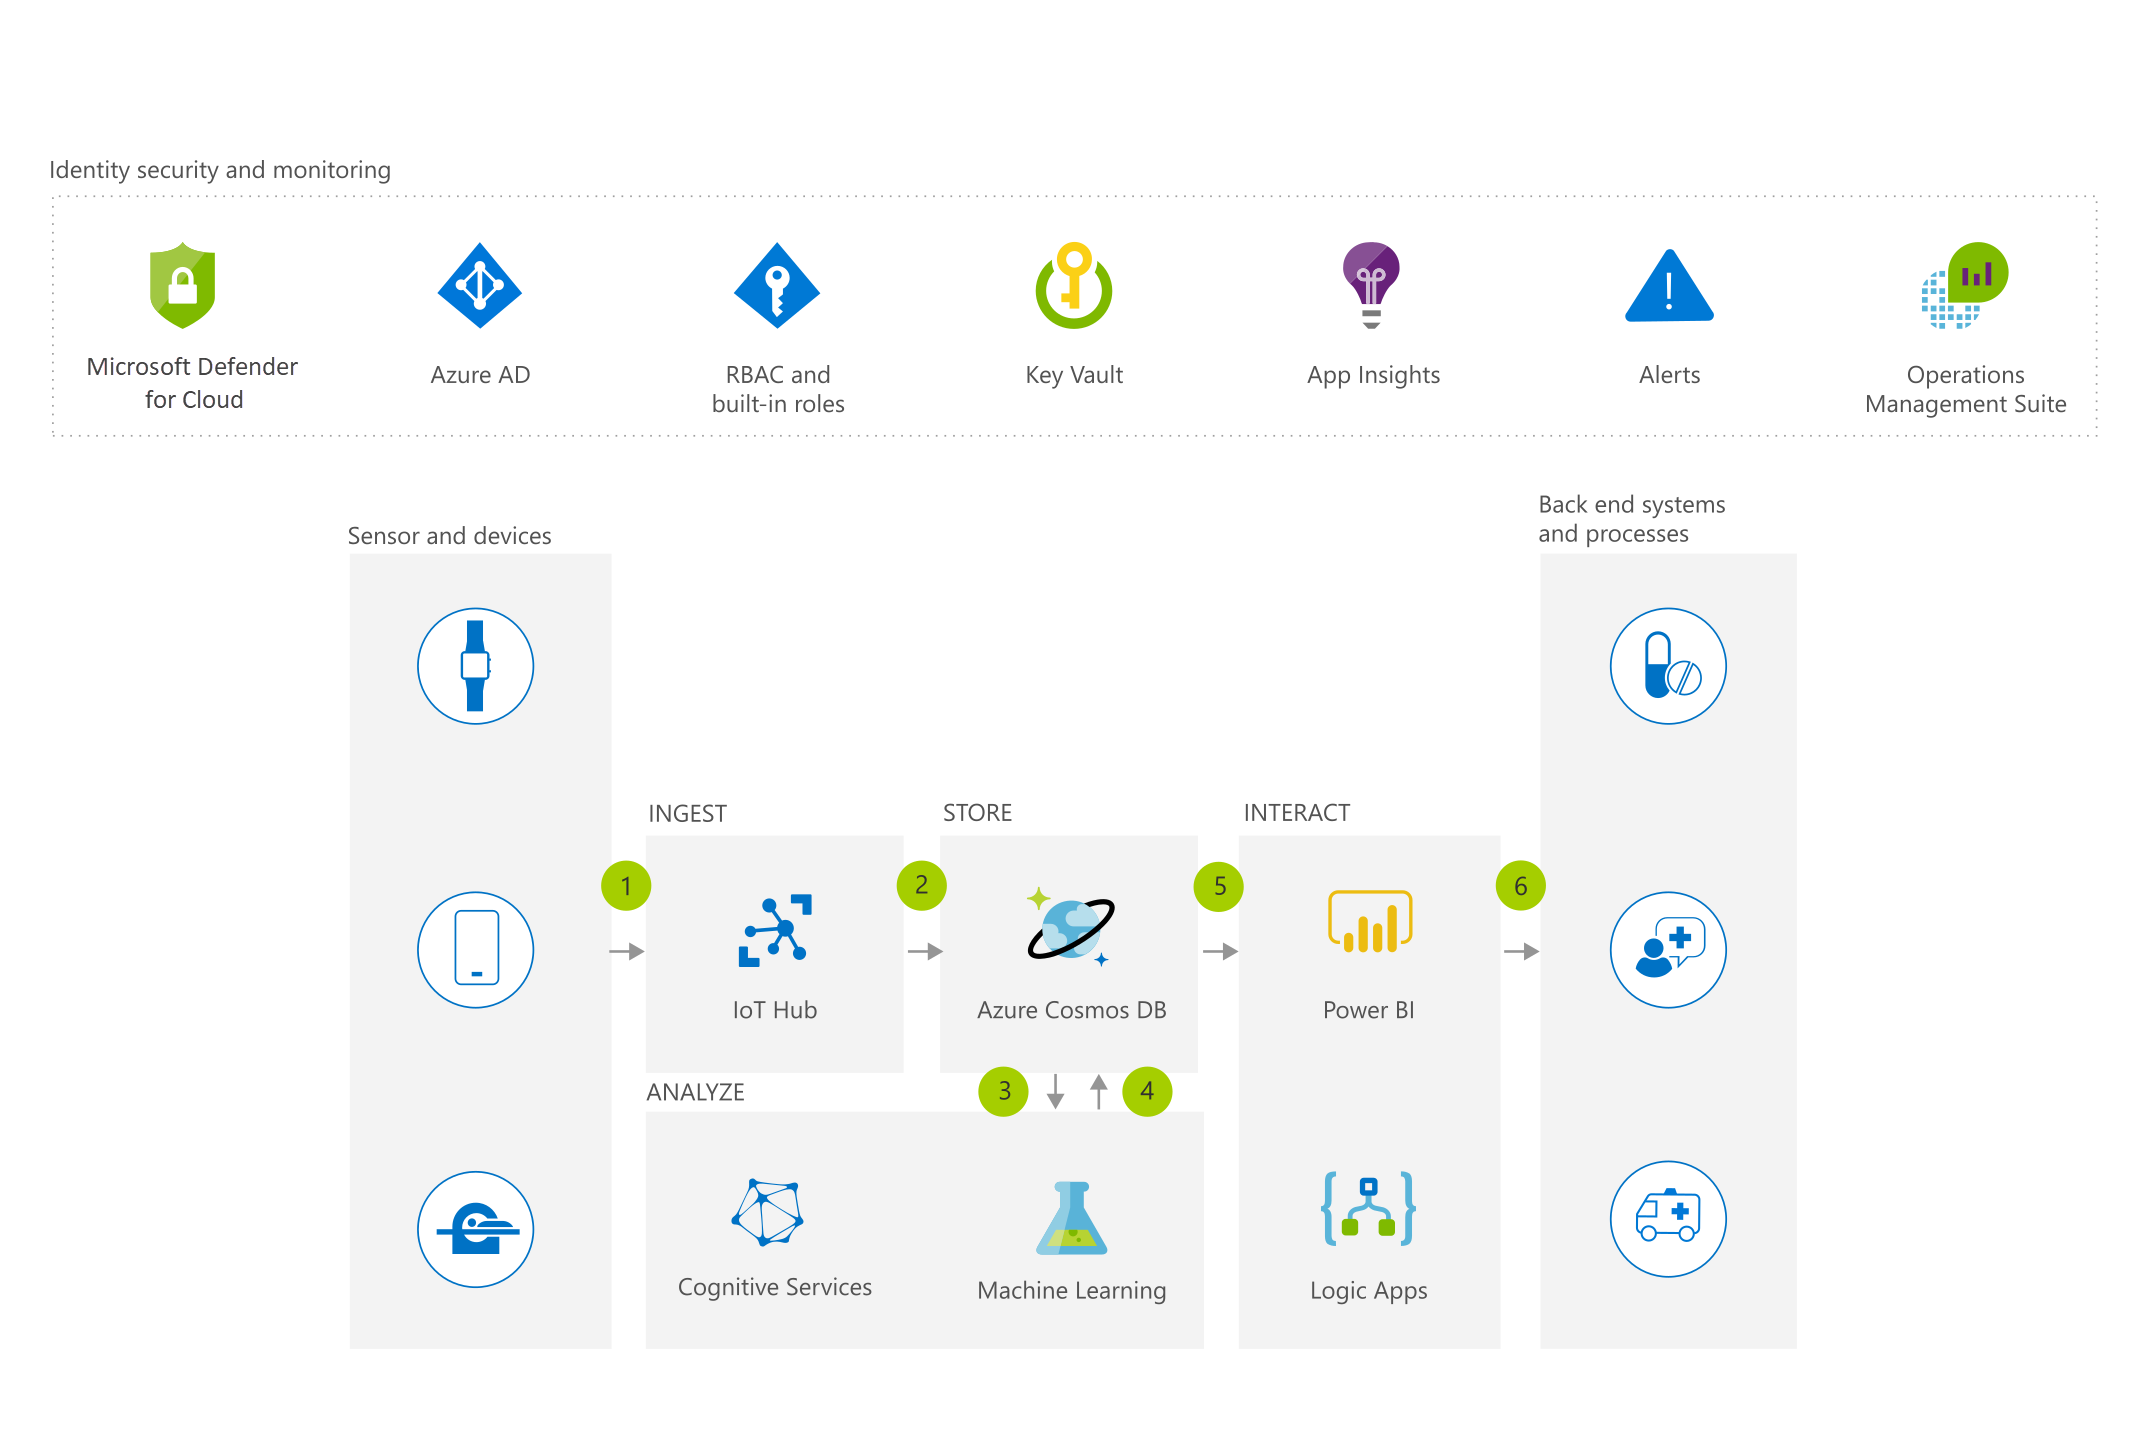 Identity security and monitoring
Microsoft Defender
for Cloud
Azure AD
RBAC and
built-in roles
Key Vault
App Insights
Alerts
Operations
Management Suite
Sensor and devices
Back end systems
and processes
INGEST
STORE
INTERACT
1
2
5
6
IoT Hub
Azure Cosmos DB
Power BI
ANALYZE
3
4
Cognitive Services
Machine Learning
Logic Apps